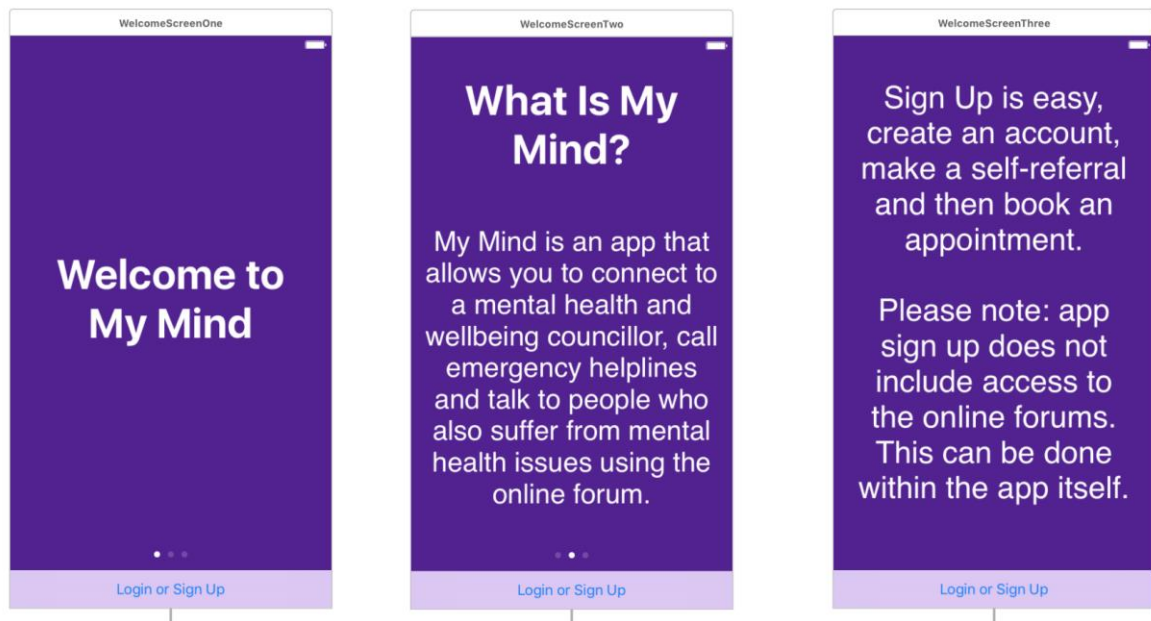 WelcomeScreenOne
Welcome to
My Mind
Login or Sign Up
WelcomeScreenTwo
What Is My
Mind?
My Mind is an app that
allows you to connect to
a mental health and
wellbeing councillor, call
emergency helplines
and talk to people who
also suffer from mental
health issues using the
online forum.
Login or Sign Up
WelcomeScreenThree
Sign Up is easy,
create an account,
make a self-referral
and then book an
appointment.
Please note: app
sign up does not
include access to
the online forums.
This can be done
within the app itself.
Login or Sign Up